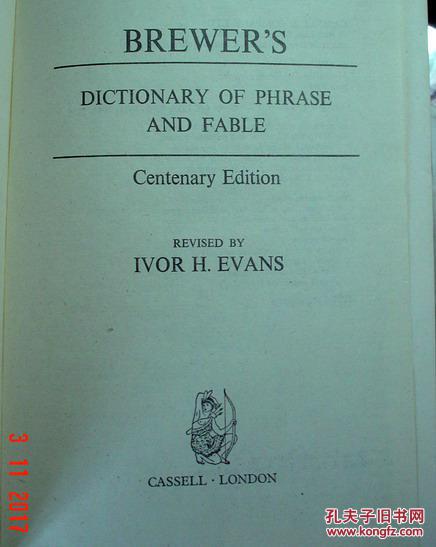 BREWER'S
DICTIONARY OF PHRASE
AND FABLE
Centenary Edition
REVISED BY
IVOR H. EVANS
CASSELL · LONDON
3 11 2017
孔夫子旧书网
www.kongfz.com